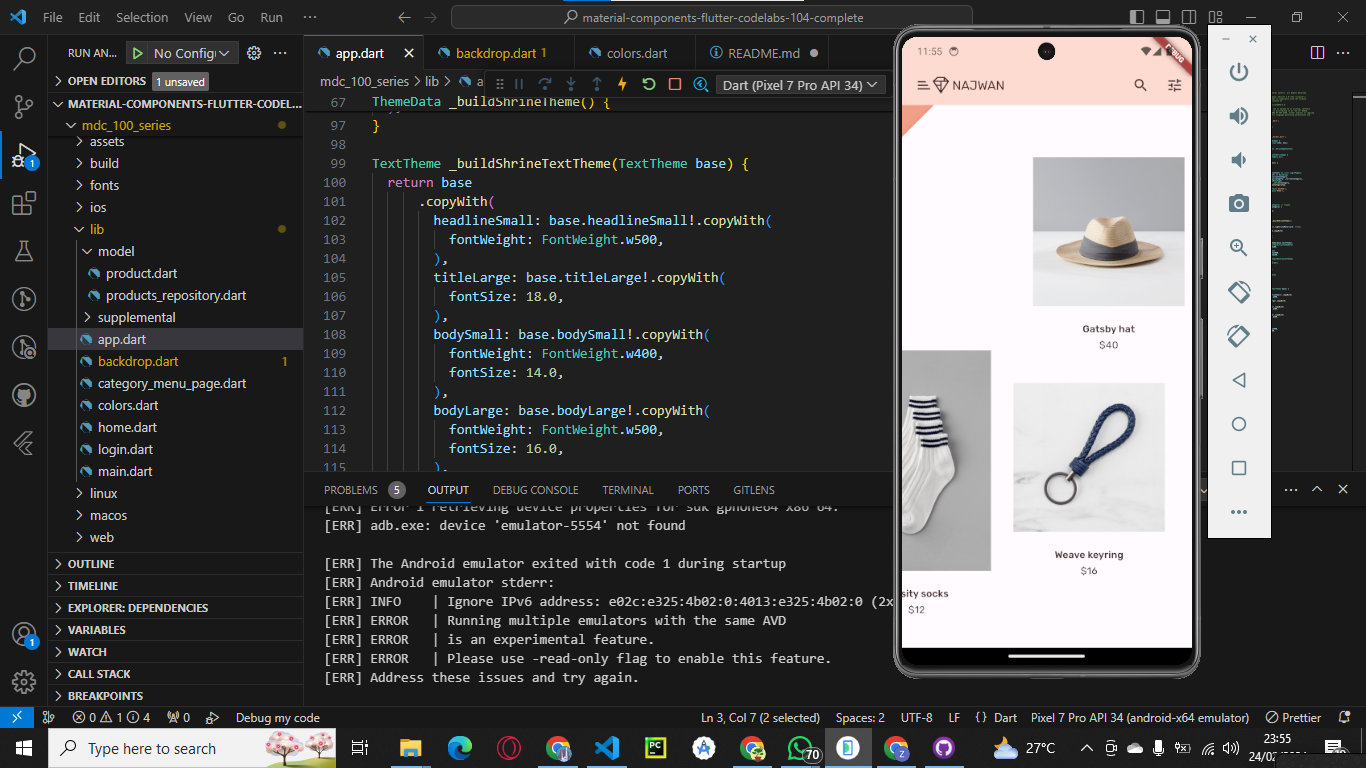 File Edit Selection View Go Run ···
material-components-flutter-codelabs-104-complete
RUN AN... No Config
OPEN EDITORS 1 unsaved
MATERIAL-COMPONENTS-FLUTTER-CODEL...
mdc_100_series
assets
build
fonts
ios
lib
model
product.dart
products_repository.dart
supplemental
app.dart
backdrop.dart 1
category_menu_page.dart
colors.dart
home.dart
login.dart
main.dart
linux
macos
web
OUTLINE
TIMELINE
EXPLORER: DEPENDENCIES
VARIABLES
WATCH
CALL STACK
BREAKPOINTS
1
1
app.dart backdrop.dart 1 colors.dart README.md
mdc_100_series > lib > a
Dart (Pixel 7 Pro API 34)
67 ThemeData _buildShrineTheme() {
97 }
98
99 TextTheme _buildShrineTextTheme(TextTheme base) {
100 return base
101 .copyWith(
102 headlineSmall: base.headlineSmall!.copyWith(
103 fontWeight: FontWeight.w500,
104 ),
105 titleLarge: base.titleLarge!.copyWith(
106 fontSize: 18.0,
107 ),
108 bodySmall: base.bodySmall!.copyWith(
109 fontWeight: FontWeight.w400,
110 fontSize: 14.0,
111 ),
112 bodyLarge: base.bodyLarge!.copyWith(
113 fontWeight: FontWeight.w500,
114 fontSize: 16.0,
115 ),
PROBLEMS 5 OUTPUT DEBUG CONSOLE TERMINAL PORTS GITLENS
[ERR] Error 1 retrieving device properties for sdk gphone64 x86 64:
[ERR] adb.exe: device 'emulator-5554' not found
[ERR] The Android emulator exited with code 1 during startup
[ERR] Android emulator stderr:
[ERR] INFO | Ignore IPv6 address: e02c:e325:4b02:0:4013:e325:4b02:0 (2x
[ERR] ERROR | Running multiple emulators with the same AVD
[ERR] ERROR | is an experimental feature.
[ERR] ERROR | Please use -read-only flag to enable this feature.
[ERR] Address these issues and try again.
11:55
NAJWAN
Gatsby hat
$40
Weave keyring
$16
sity socks
$12
0 1 4 0 Debug my code
Ln 3, Col 7 (2 selected) Spaces: 2 UTF-8 LF {} Dart Pixel 7 Pro API 34 (android-x64 emulator) Prettier
Type here to search
PC
70
Z
27°C
23:55